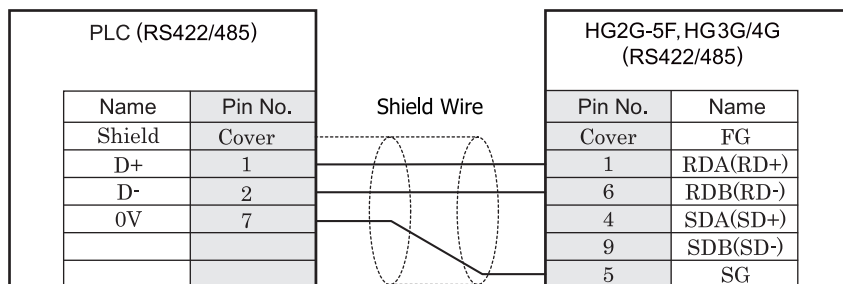 PLC (RS422/485)
HG2G-5F, HG3G/4G
(RS422/485)
Name Pin No. Shield Wire Pin No. Name
Shield Cover Cover FG
D+ 1 1 RDA(RD+)
D- 2 6 RDB(RD-)
0V 7 4 SDA(SD+)
9 SDB(SD-)
5 SG